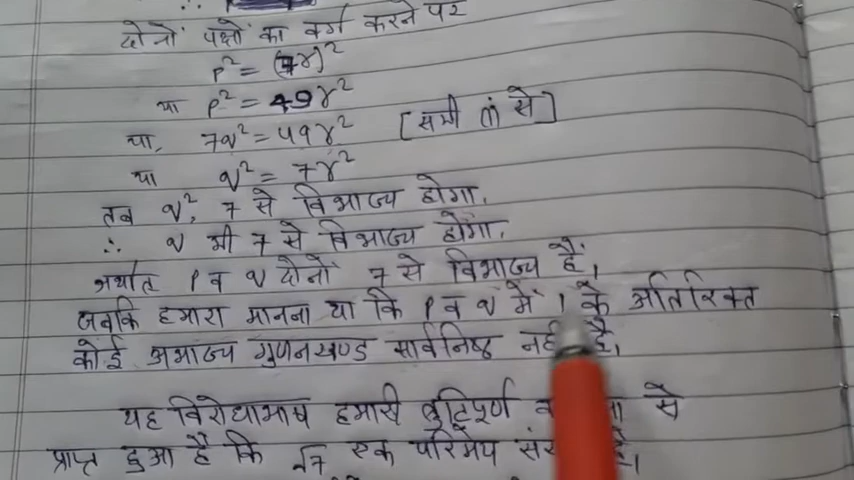 दोनों पक्षों का वर्ग करने पर
p² = (7r)²
या p² = 49r²
या, 7q² = 49r² [समी (i) से]
या q² = 7r²
तब q², 7 से विभाज्य होगा,
∴ q भी 7 से विभाज्य होगा,
अर्थात p व q दोनों 7 से विभाज्य हैं।
जबकि हमारा मानना था कि p व q में 1 के अतिरिक्त
कोई अभाज्य गुणनखण्ड सार्वनिष्ठ नहीं है।
यह विरोधाभाष हमारी त्रुटिपूर्ण से
प्राप्त हुआ है कि √7 एक परिमेय है।